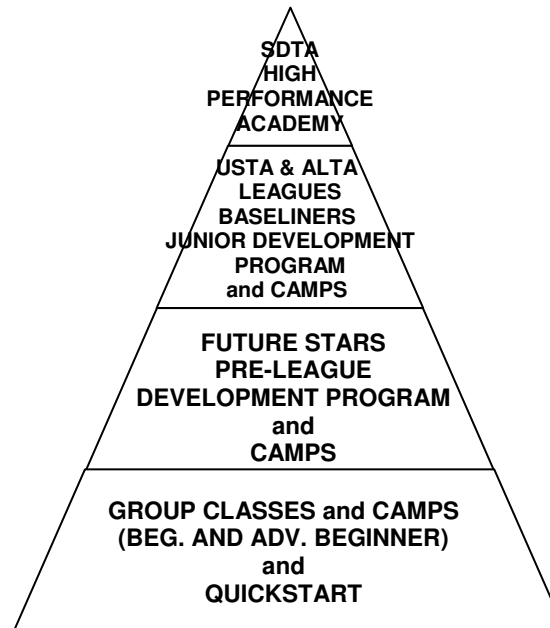 SDTA
HIGH
PERFORMANCE
ACADEMY
USTA & ALTA
LEAGUES
BASELINERS
JUNIOR DEVELOPMENT
PROGRAM
and CAMPS
FUTURE STARS
PRE-LEAGUE
DEVELOPMENT PROGRAM
and
CAMPS
GROUP CLASSES and CAMPS
(BEG. AND ADV. BEGINNER)
and
QUICKSTART